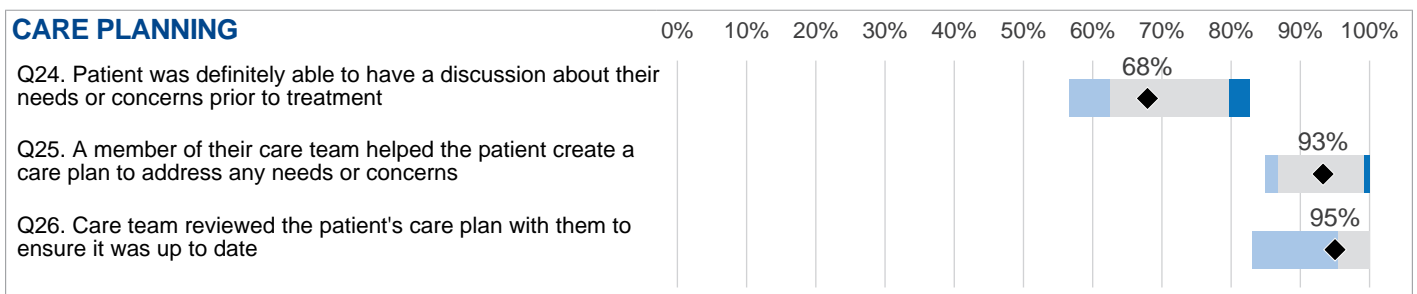 CARE PLANNING
0% 10% 20% 30% 40% 50% 60% 70% 80% 90% 100%
Q24. Patient was definitely able to have a discussion about their
needs or concerns prior to treatment
68%
Q25. A member of their care team helped the patient create a
care plan to address any needs or concerns
93%
Q26. Care team reviewed the patient's care plan with them to
ensure it was up to date
95%